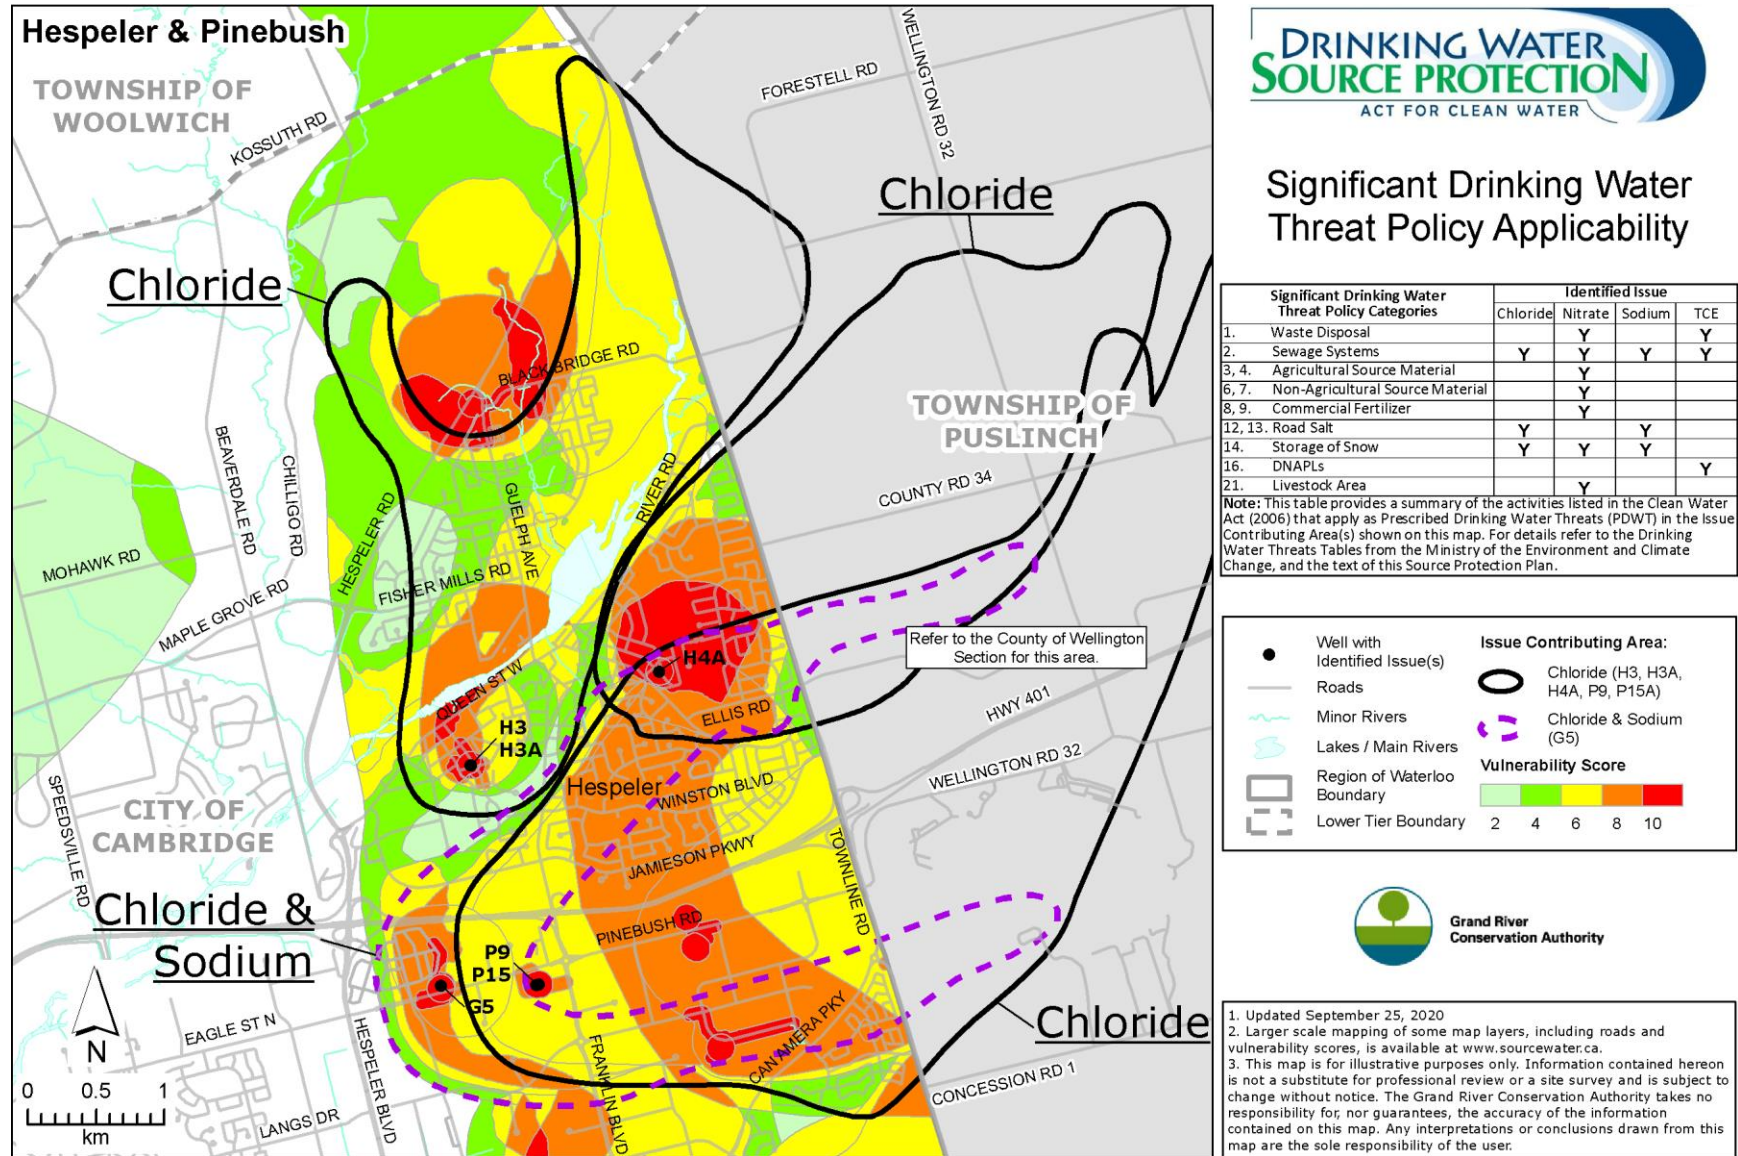 Hespeler & Pinebush
TOWNSHIP OF
WOOLWICH
KOSSUTH RD
FORESTELL RD
WELLINGTON RD 32
Chloride
Chloride
BLACK BRIDGE RD
TOWNSHIP OF
PUSLINCH
BEAVERDALE RD
CHILLIGO RD
HESPELER RD
GUELPH AVE
RIVER RD
COUNTY RD 34
MOHAWK RD
FISHER MILLS RD
MAPLE GROVE RD
Refer to the County of Wellington
Section for this area.
H4A
QUEEN ST W
ELLIS RD
HWY 401
H3
H3A
WELLINGTON RD 32
Hespeler
WINSTON BLVD
SPEEDSVILLE RD
CITY OF
CAMBRIDGE
JAMIESON PKWY
TOWNLINE RD
Chloride &
Sodium
PINEBUSH RD
P9
P15
G5
EAGLE ST N
HESPELER BLVD
FRANKLIN BLVD
CAN AMERA PKY
Chloride
CONCESSION RD 1
LANGS DR
N
0 0.5 1
km
DRINKING WATER
SOURCE PROTECTION
ACT FOR CLEAN WATER
Significant Drinking Water
Threat Policy Applicability
Significant Drinking Water Threat Policy Categories Identified Issue
Chloride Nitrate Sodium TCE
1. Waste Disposal Y Y
2. Sewage Systems Y Y Y Y
3, 4. Agricultural Source Material Y
6, 7. Non-Agricultural Source Material Y
8, 9. Commercial Fertilizer Y
12, 13. Road Salt Y Y
14. Storage of Snow Y Y Y
16. DNAPLs Y
21. Livestock Area Y
Note: This table provides a summary of the activities listed in the Clean Water
Act (2006) that apply as Prescribed Drinking Water Threats (PDWT) in the Issue
Contributing Area(s) shown on this map. For details refer to the Drinking
Water Threats Tables from the Ministry of the Environment and Climate
Change, and the text of this Source Protection Plan.
Well with
Identified Issue(s)
Roads
Minor Rivers
Lakes / Main Rivers
Region of Waterloo
Boundary
Lower Tier Boundary
Issue Contributing Area:
Chloride (H3, H3A,
H4A, P9, P15A)
Chloride & Sodium
(G5)
Vulnerability Score
2 4 6 8 10
Grand River
Conservation Authority
1. Updated September 25, 2020
2. Larger scale mapping of some map layers, including roads and
vulnerability scores, is available at www.sourcewater.ca.
3. This map is for illustrative purposes only. Information contained hereon
is not a substitute for professional review or a site survey and is subject to
change without notice. The Grand River Conservation Authority takes no
responsibility for, nor guarantees, the accuracy of the information
contained on this map. Any interpretations or conclusions drawn from this
map are the sole responsibility of the user.